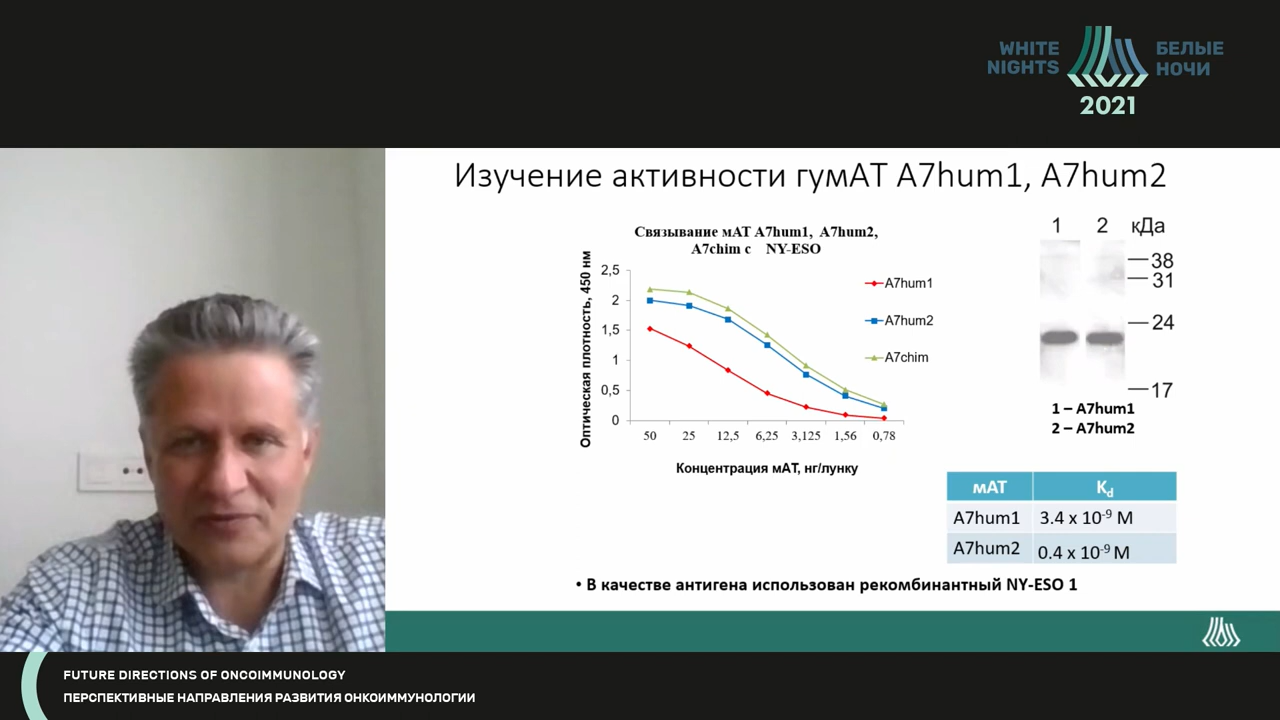 WHITE NIGHTS
БЕЛЫЕ НОЧИ
2021
Изучение активности гумАТ A7hum1, A7hum2
Связывание мАТ A7hum1, A7hum2,
A7chim с NY-ESO
Оптическая плотность, 450 нм
2,5
2
1,5
1
0,5
0
50 25 12,5 6,25 3,125 1,56 0,78
Концентрация мАТ, нг/лунку
A7hum1
A7hum2
A7chim
1 2 кДа
38
31
24
17
1 – A7hum1
2 – A7hum2
мАТ Kd
A7hum1 3.4 x 10-9 M
A7hum2 0.4 x 10-9 M
• В качестве антигена использован рекомбинантный NY-ESO 1
FUTURE DIRECTIONS OF ONCOIMMUNOLOGY
ПЕРСПЕКТИВНЫЕ НАПРАВЛЕНИЯ РАЗВИТИЯ ОНКОИММУНОЛОГИИ